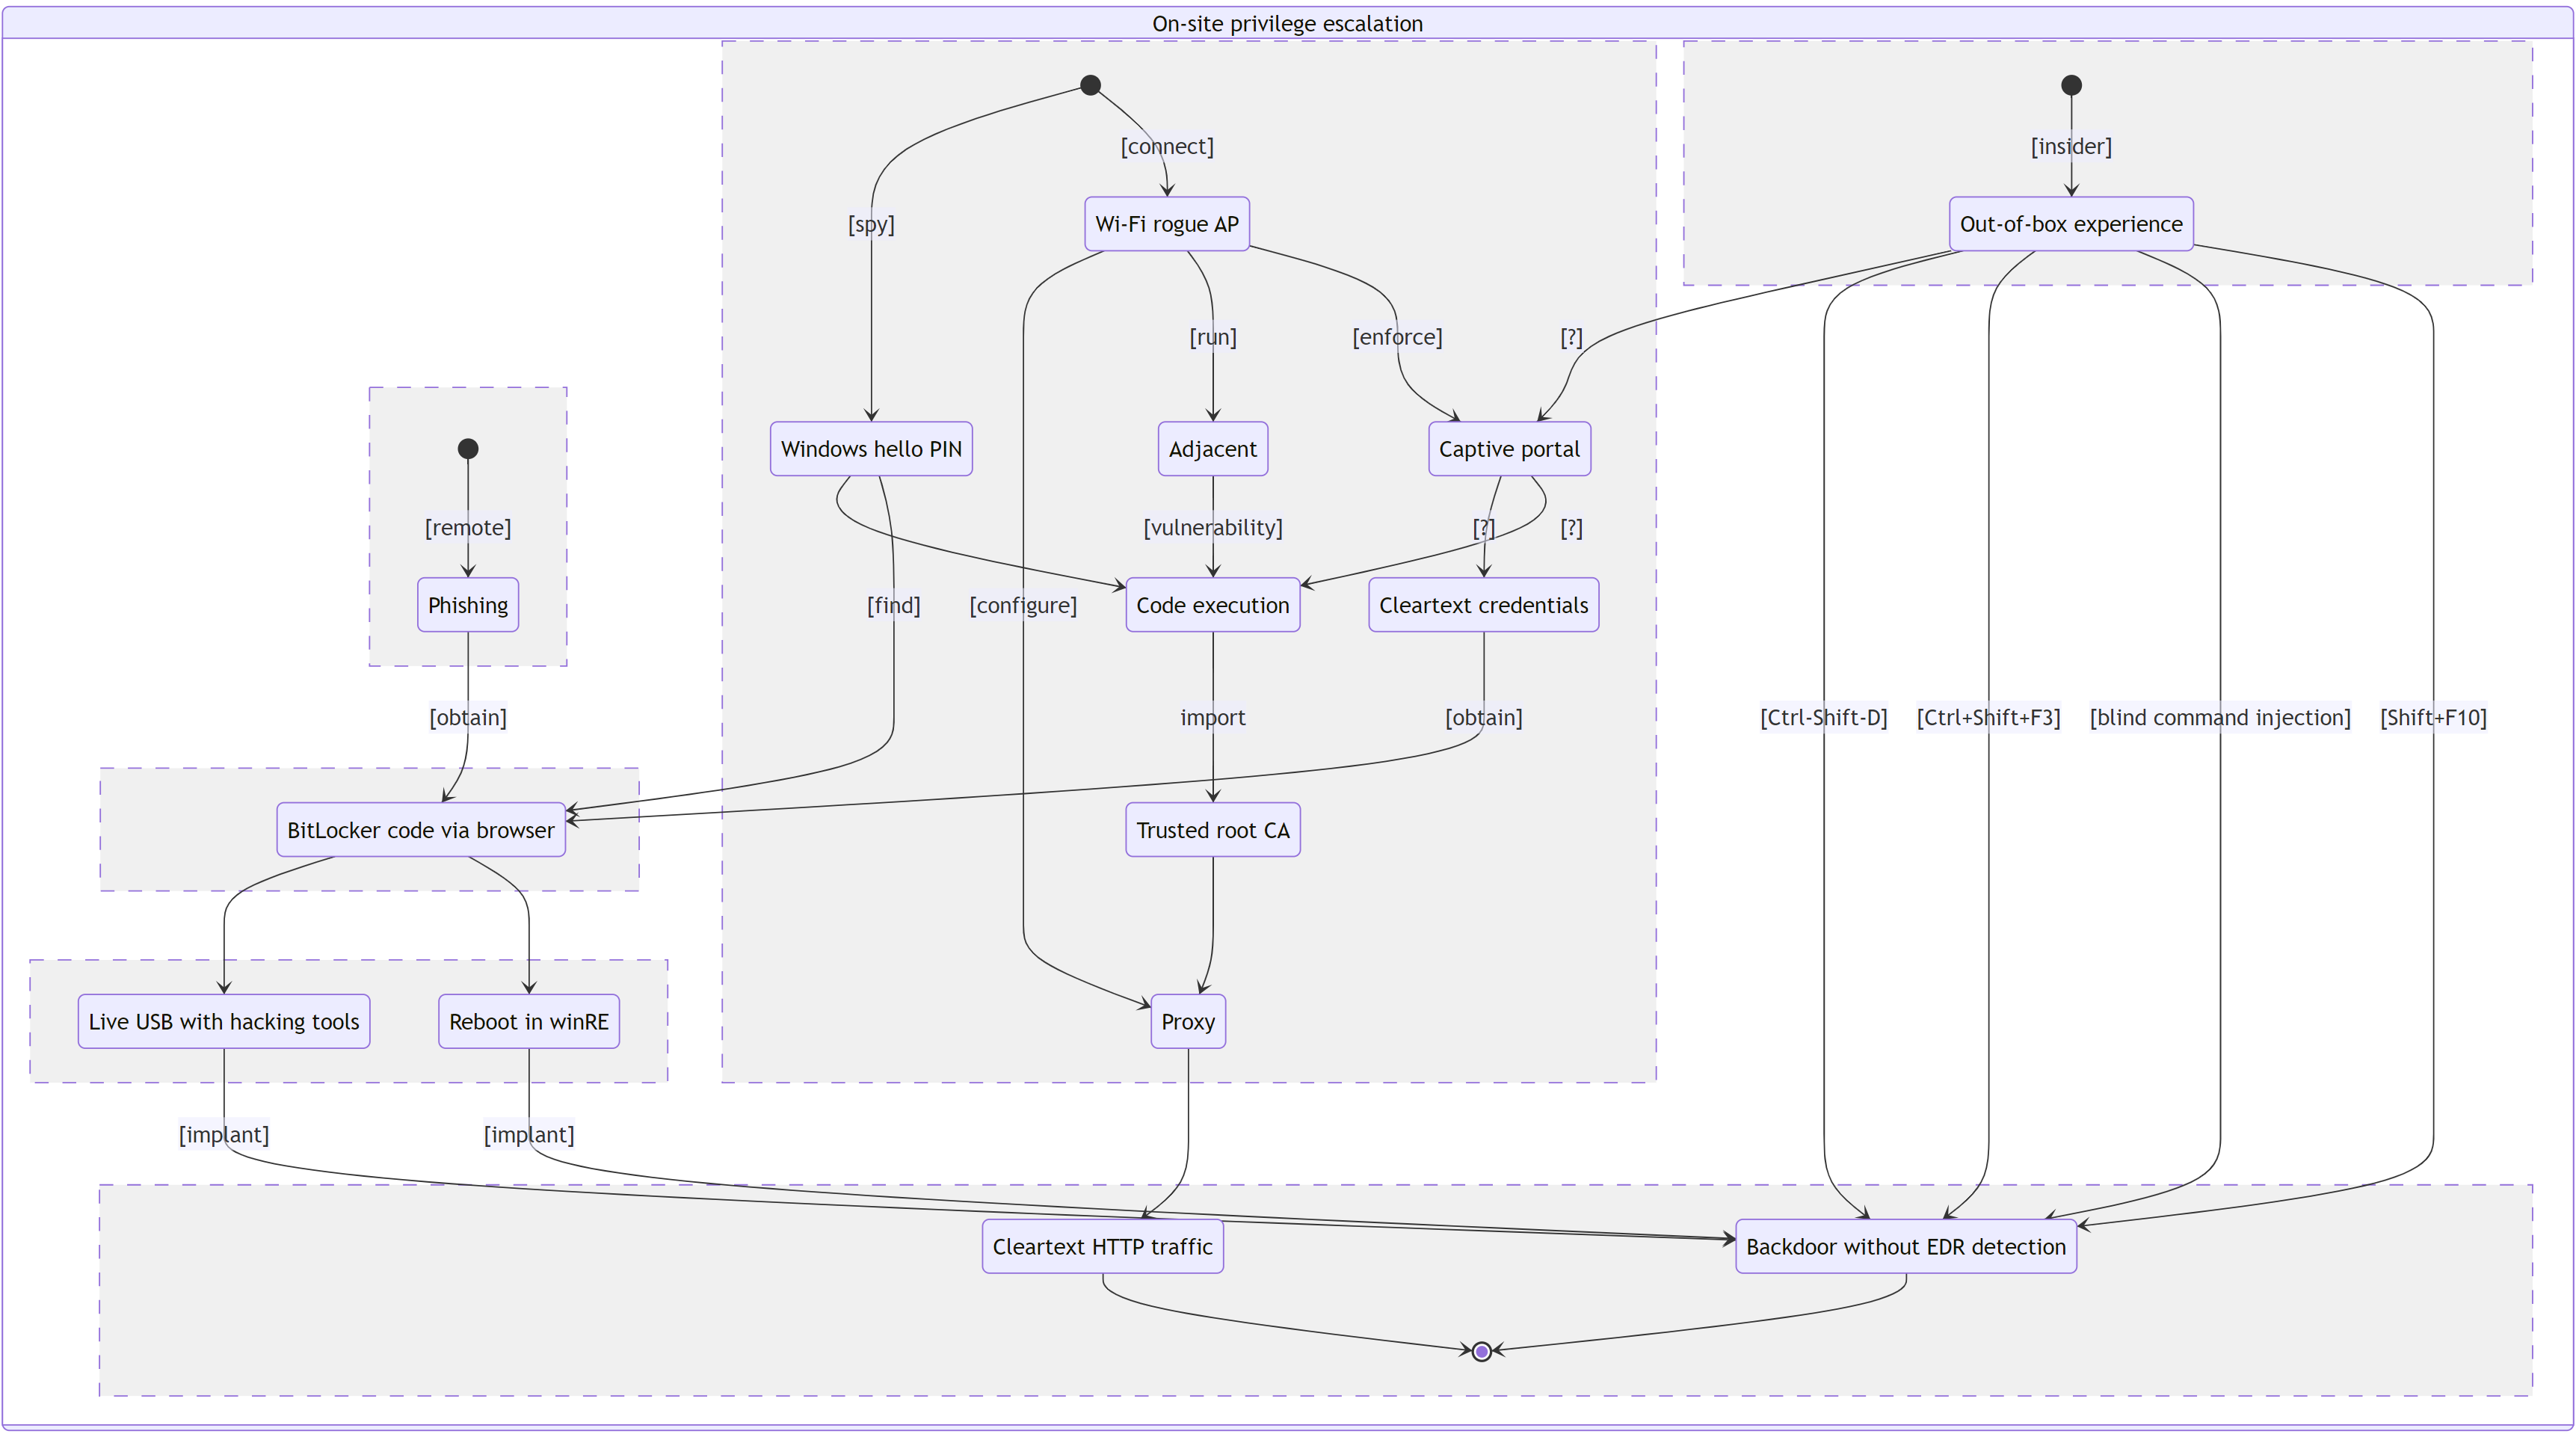 On-site privilege escalation
[connect]
[insider]
[spy]
Wi-Fi rogue AP
Out-of-box experience
[run]
[enforce]
[?]
Windows hello PIN
Adjacent
Captive portal
[remote]
[vulnerability]
[?]
[?]
Phishing
[find]
[configure]
Code execution
Cleartext credentials
[obtain]
import
[obtain]
[Ctrl-Shift-D]
[Ctrl+Shift+F3]
[blind command injection]
[Shift+F10]
BitLocker code via browser
Trusted root CA
Live USB with hacking tools
Reboot in winRE
Proxy
[implant]
[implant]
Cleartext HTTP traffic
Backdoor without EDR detection